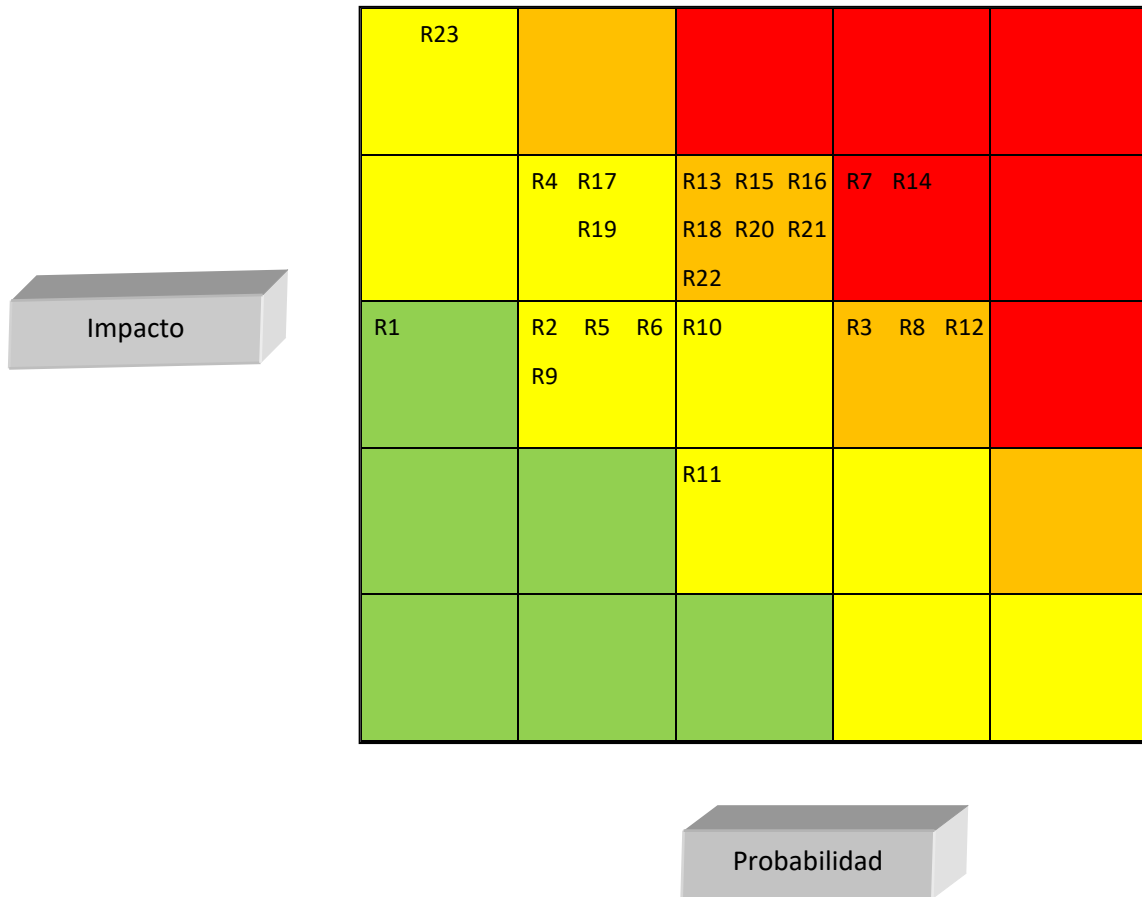 R23
R4 R17
R19
R13 R15 R16
R18 R20 R21
R22
R7 R14
Impacto
R1
R2 R5 R6
R9
R10
R3 R8 R12
R11
Probabilidad